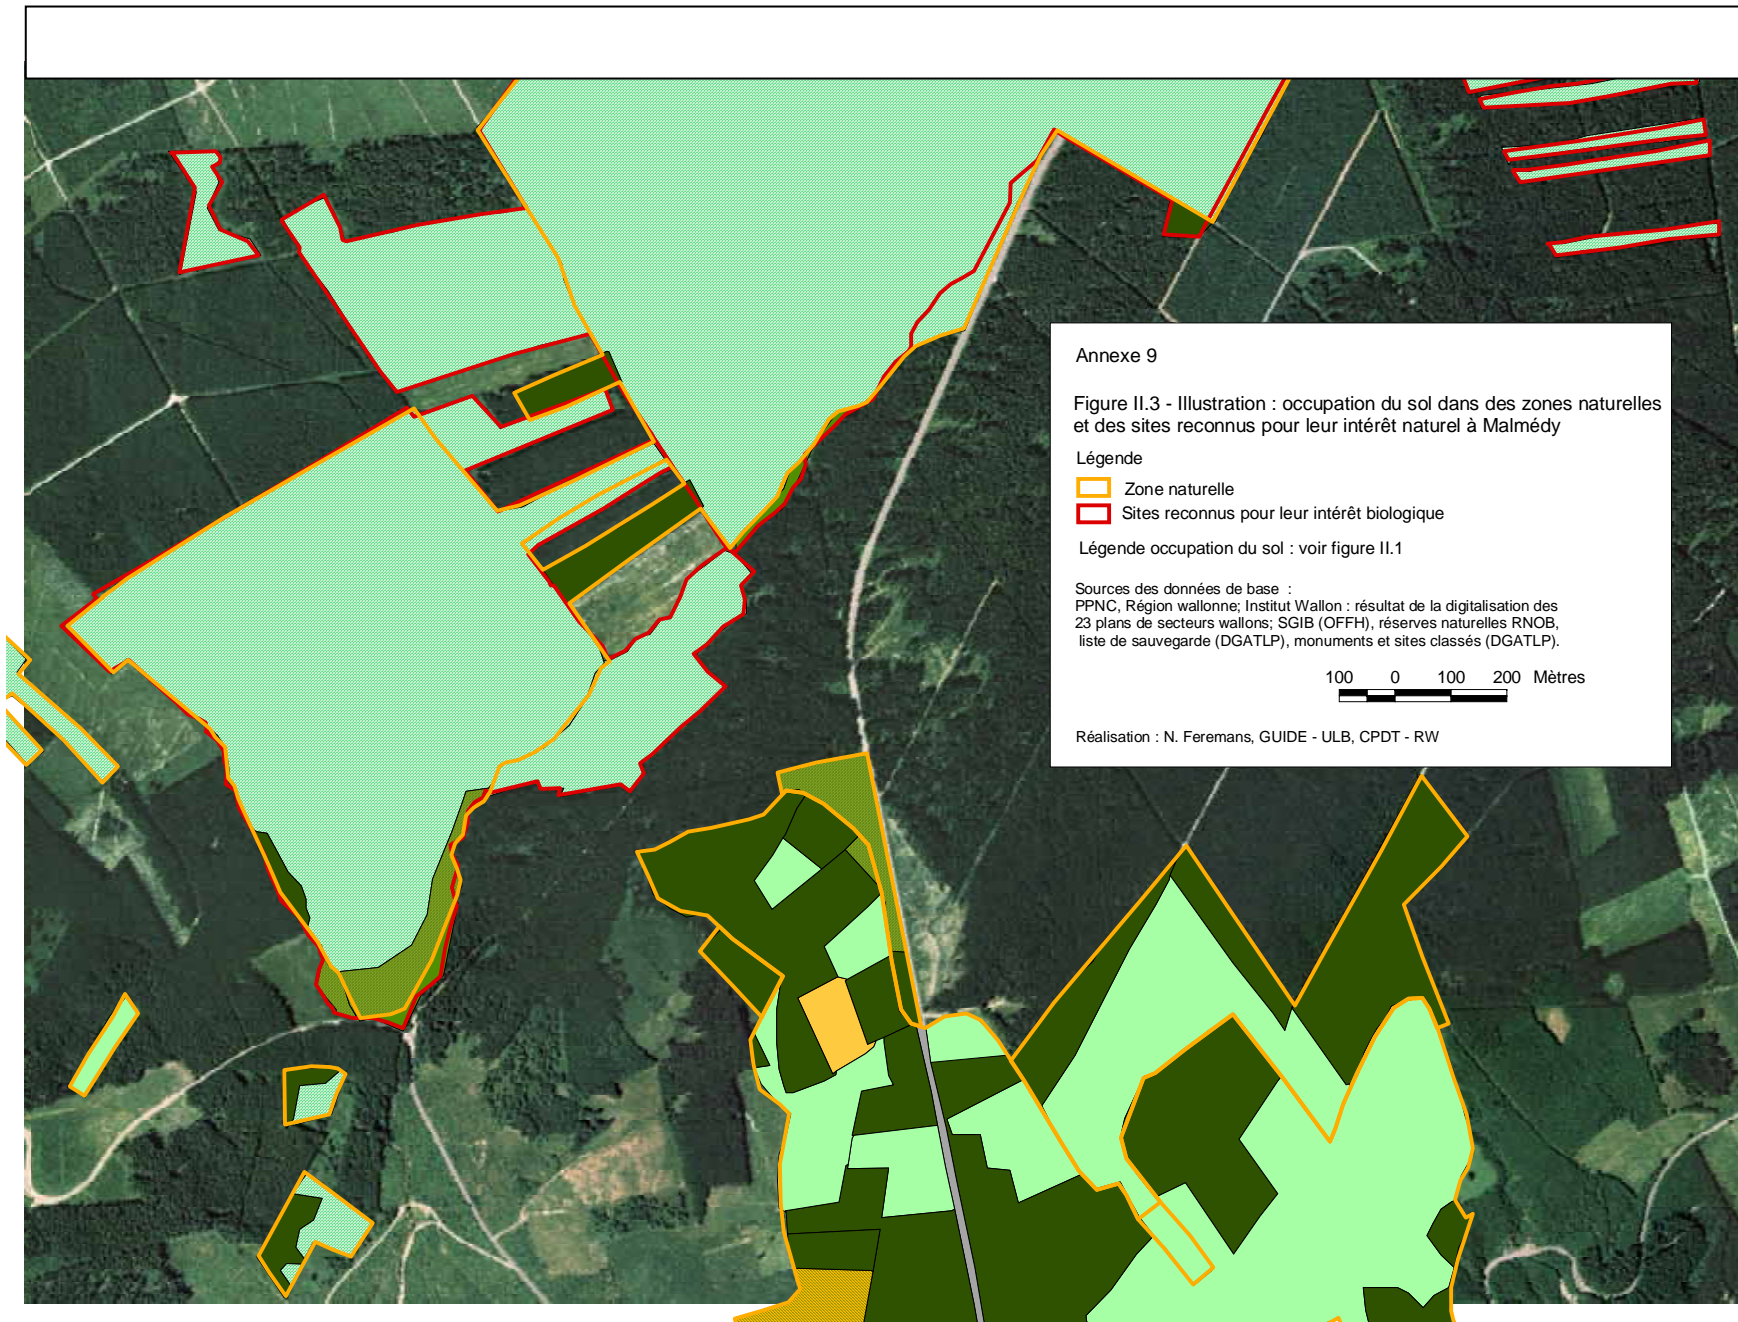 Annexe 9
Figure II.3 - Illustration : occupation du sol dans des zones naturelles
et des sites reconnus pour leur intérêt naturel à Malmédy
Légende
Zone naturelle
Sites reconnus pour leur intérêt biologique
Légende occupation du sol : voir figure II.1
Sources des données de base :
PPNC, Région wallonne; Institut Wallon : résultat de la digitalisation des
23 plans de secteurs wallons; SGIB (OFFH), réserves naturelles RNOB,
liste de sauvegarde (DGATLP), monuments et sites classés (DGATLP).
100 0 100 200 Mètres
Réalisation : N. Feremans, GUIDE - ULB, CPDT - RW